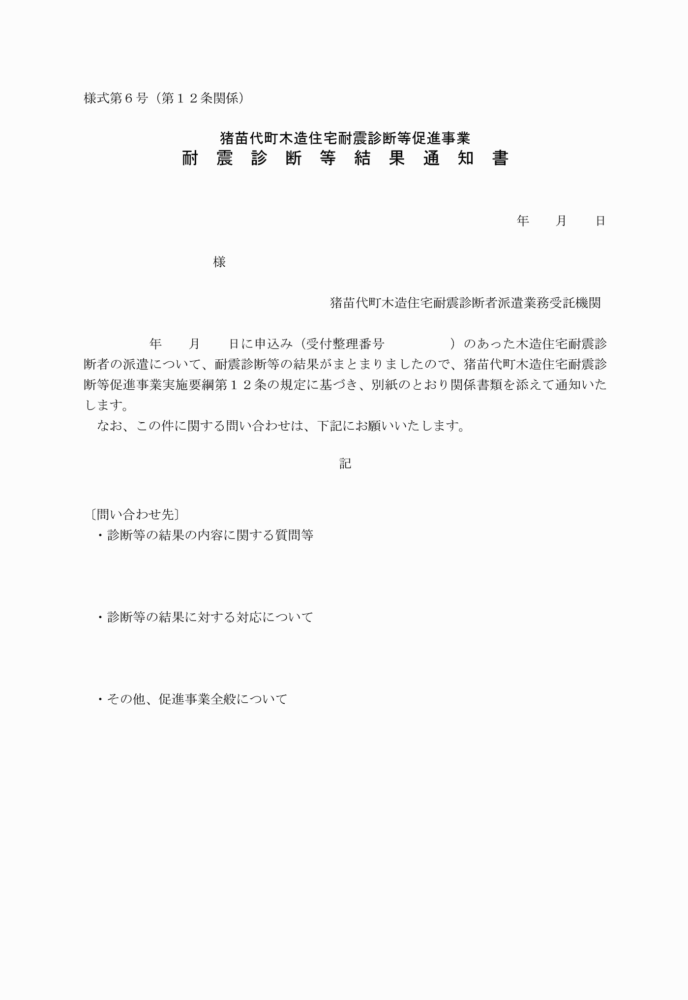 様式第６号（第１２条関係）
猪苗代町木造住宅耐震診断等促進事業
耐　震　診　断　等　結　果　通　知　書
年　　月　　日
様
猪苗代町木造住宅耐震診断者派遣業務受託機関
年　　月　　日に申込み（受付整理番号　　　　　）のあった木造住宅耐震診
断者の派遣について、耐震診断等の結果がまとまりましたので、猪苗代町木造住宅耐震診
断等促進事業実施要綱第１２条の規定に基づき、別紙のとおり関係書類を添えて通知いた
します。
なお、この件に関する問い合わせは、下記にお願いいたします。
記
〔問い合わせ先〕
・診断等の結果の内容に関する質問等
・診断等の結果に対する対応について
・その他、促進事業全般について